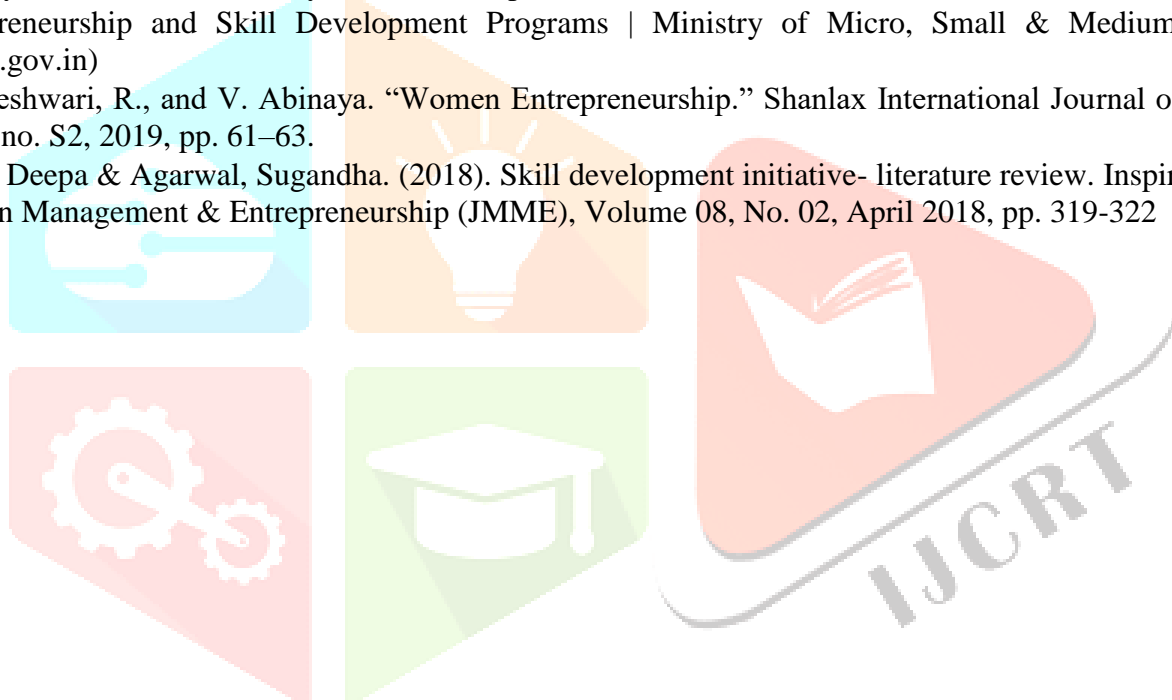 reneurship and Skill Development Programs | Ministry of Micro, Small & Medium
.gov.in)
eshwari, R., and V. Abinaya. “Women Entrepreneurship.” Shanlax International Journal o
no. S2, 2019, pp. 61–63.
Deepa & Agarwal, Sugandha. (2018). Skill development initiative- literature review. Inspir
n Management & Entrepreneurship (JMME), Volume 08, No. 02, April 2018, pp. 319-322
IJCRT